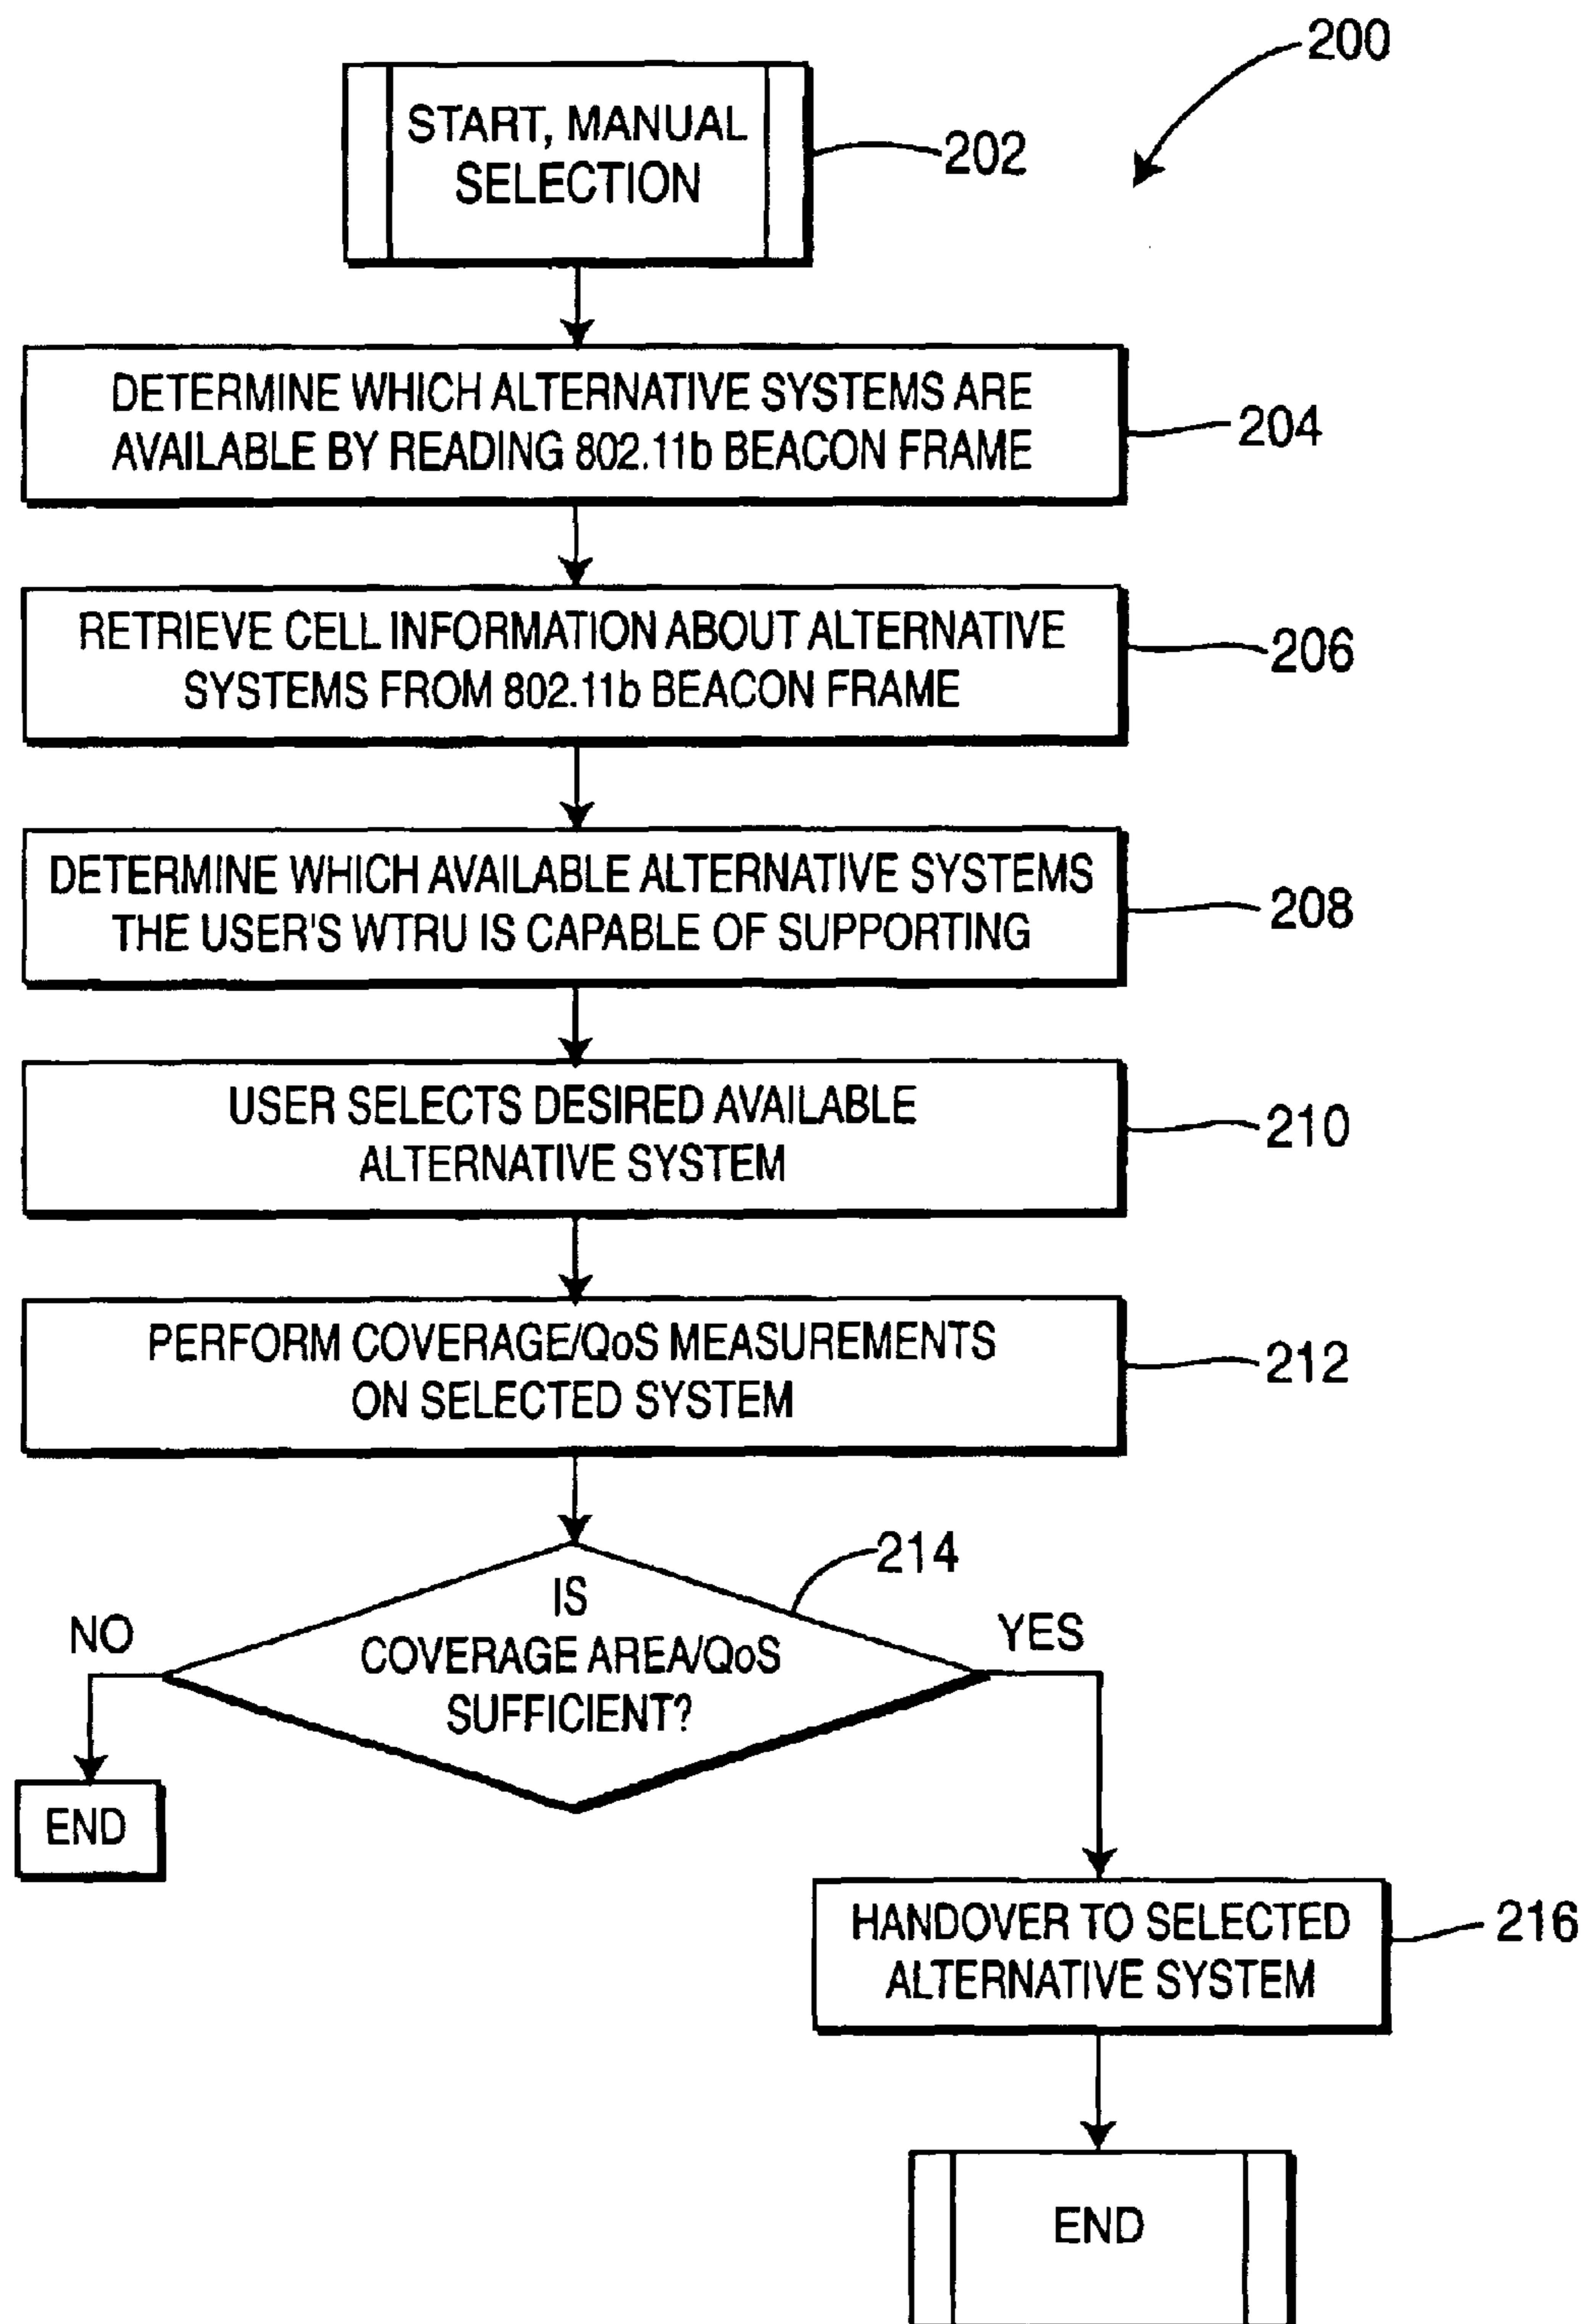 200
START, MANUAL
SELECTION
202
DETERMINE WHICH ALTERNATIVE SYSTEMS ARE
AVAILABLE BY READING 802.11b BEACON FRAME
204
RETRIEVE CELL INFORMATION ABOUT ALTERNATIVE
SYSTEMS FROM 802.11b BEACON FRAME
206
DETERMINE WHICH AVAILABLE ALTERNATIVE SYSTEMS
THE USER'S WTRU IS CAPABLE OF SUPPORTING
208
USER SELECTS DESIRED AVAILABLE
ALTERNATIVE SYSTEM
210
PERFORM COVERAGE/QoS MEASUREMENTS
ON SELECTED SYSTEM
212
214
IS
COVERAGE AREA/QoS
SUFFICIENT?
NO
YES
END
HANDOVER TO SELECTED
ALTERNATIVE SYSTEM
216
END